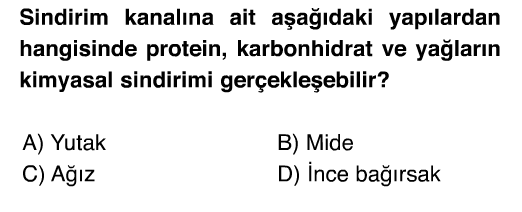 Sindirim kanalına ait aşağıdaki yapılardan
hangisinde protein, karbonhidrat ve yağların
kimyasal sindirimi gerçekleşebilir?
A) Yutak B) Mide
C) Ağız D) İnce bağırsak